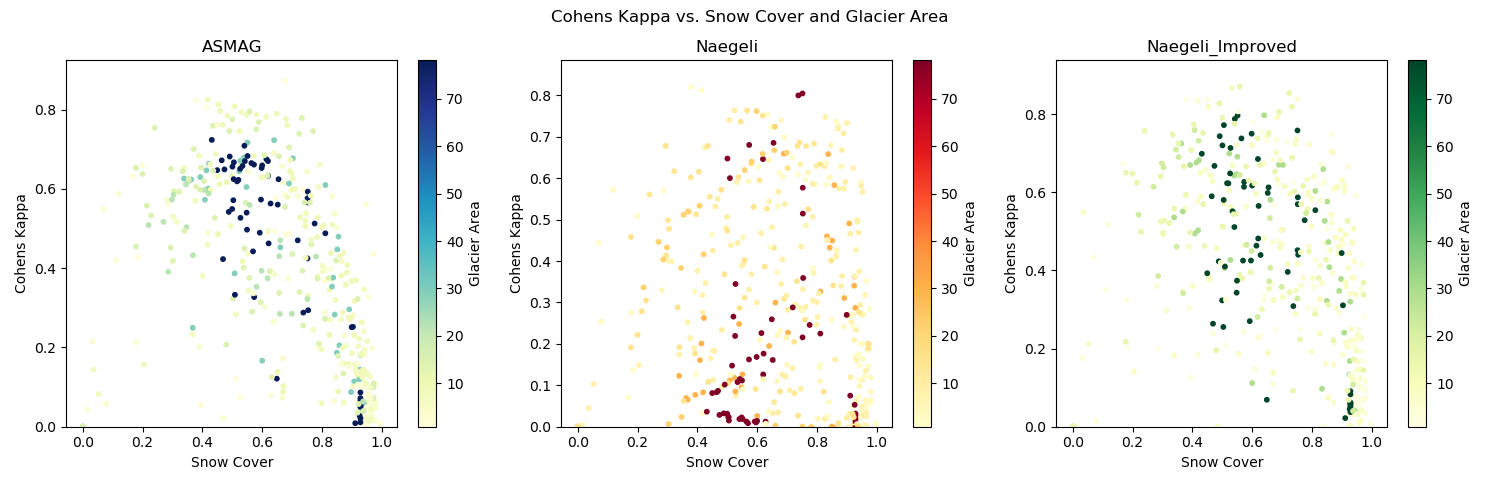 Cohens Kappa vs. Snow Cover and Glacier Area
ASMAG
Cohens Kappa
0.8
0.6
0.4
0.2
0.0
0.0 0.2 0.4 0.6 0.8 1.0
Snow Cover
70
60
50
40
30
20
10
Glacier Area
Naegeli
Cohens Kappa
0.8
0.7
0.6
0.5
0.4
0.3
0.2
0.1
0.0
0.0 0.2 0.4 0.6 0.8 1.0
Snow Cover
70
60
50
40
30
20
10
Glacier Area
Naegeli_Improved
Cohens Kappa
0.8
0.6
0.4
0.2
0.0
0.0 0.2 0.4 0.6 0.8 1.0
Snow Cover
70
60
50
40
30
20
10
Glacier Area